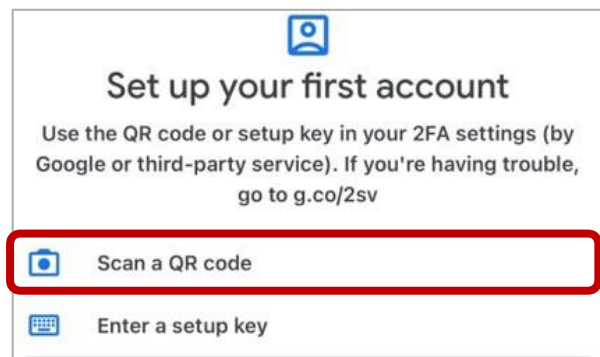 Set up your first account
Use the QR code or setup key in your 2FA settings (by
Google or third-party service). If you're having trouble,
go to g.co/2sv
Scan a QR code
Enter a setup key